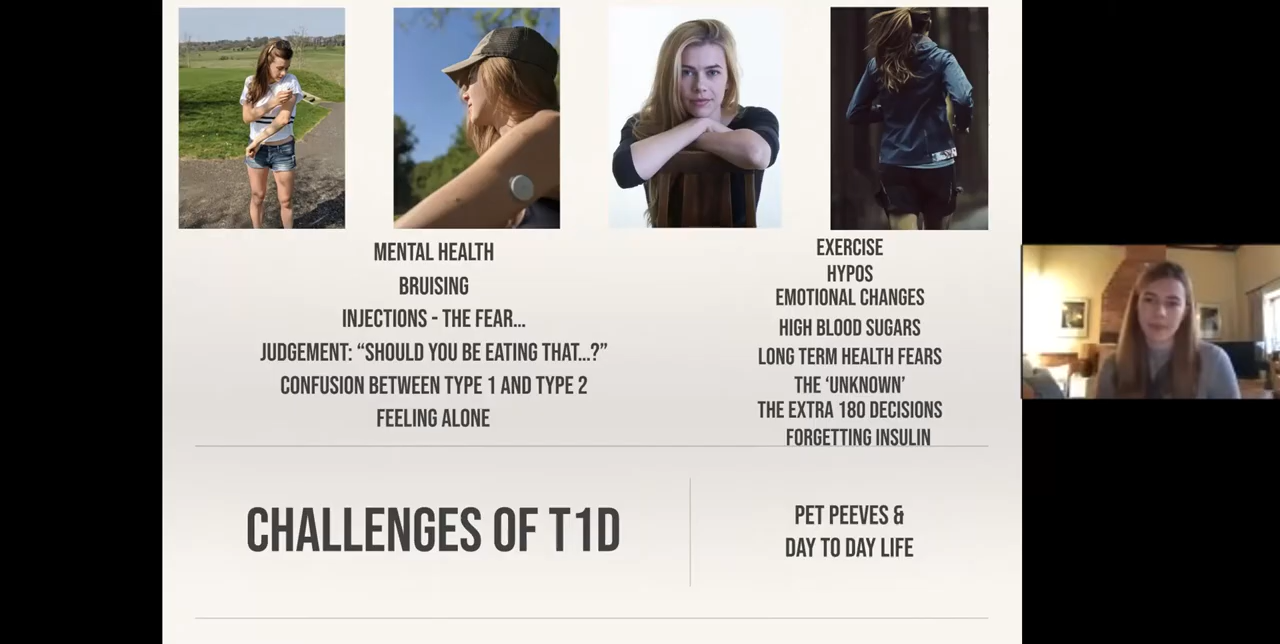 MENTAL HEALTH
BRUISING
INJECTIONS - THE FEAR...
JUDGEMENT: “SHOULD YOU BE EATING THAT...?”
CONFUSION BETWEEN TYPE 1 AND TYPE 2
FEELING ALONE
EXERCISE
HYPOS
EMOTIONAL CHANGES
HIGH BLOOD SUGARS
LONG TERM HEALTH FEARS
THE ‘UNKNOWN’
THE EXTRA 180 DECISIONS
FORGETTING INSULIN
CHALLENGES OF T1D
PET PEEVES &
DAY TO DAY LIFE